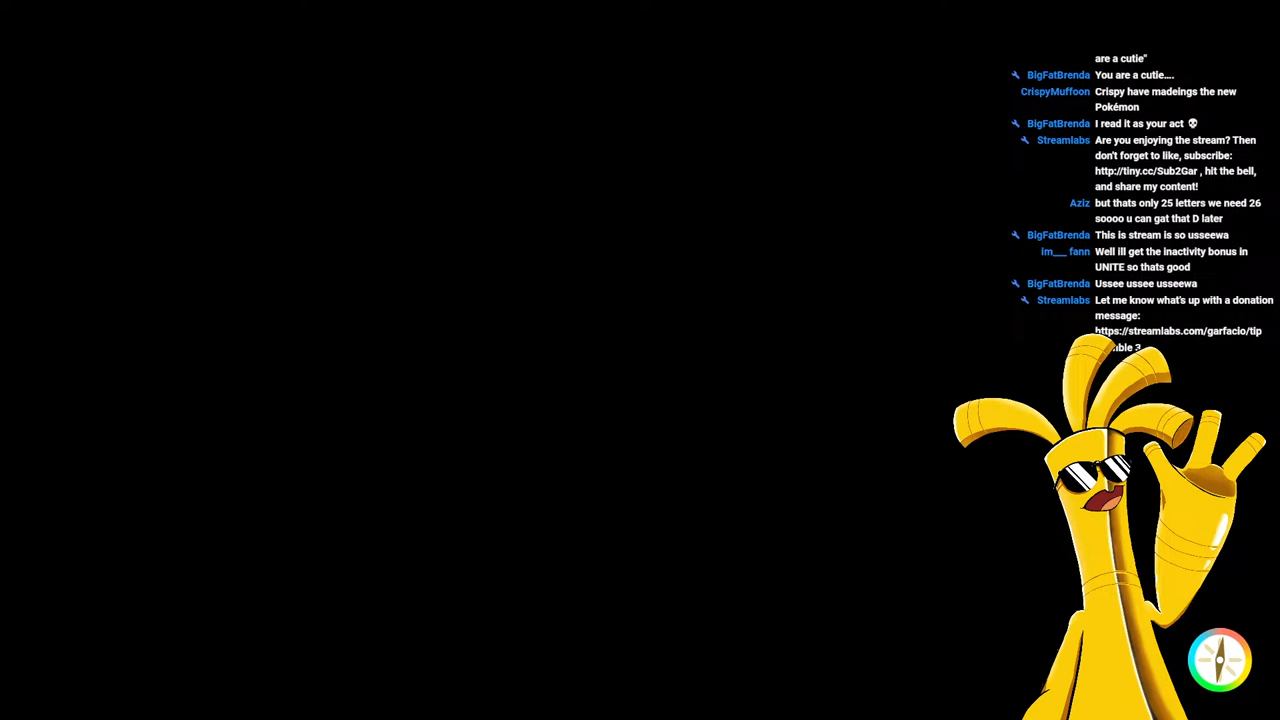 are a cutie"
BigFatBrenda You are a cutie....
CrispyMuffoon Crispy have madeings the new
Pokémon
BigFatBrenda I read it as your act 💀
Streamlabs Are you enjoying the stream? Then
don't forget to like, subscribe:
http://tiny.cc/Sub2Gar , hit the bell,
and share my content!
Aziz but thats only 25 letters we need 26
soooo u can gat that D later
BigFatBrenda This is stream is so usseewa
im___ fann Well ill get the inactivity bonus in
UNITE so thats good
BigFatBrenda Ussee ussee usseewa
Streamlabs Let me know what's up with a donation
message:
https://streamlabs.com/garfacio/tip
3